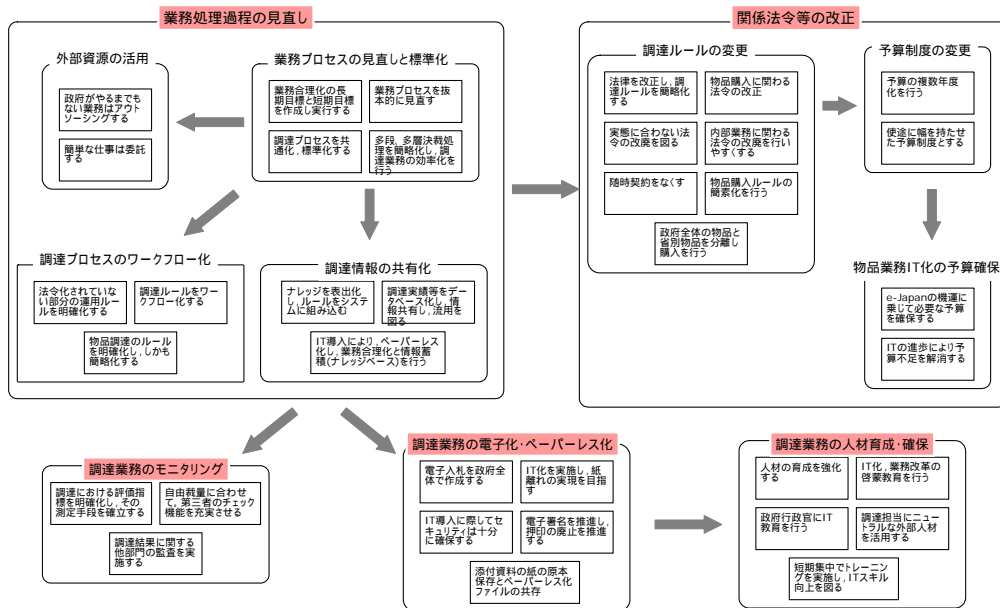 業務処理過程の見直し
外部資源の活用
政府がやるまでも
ない業務はアウト
ソーシングする
簡単な仕事は委託
する
業務プロセスの見直しと標準化
業務合理化の長
期目標と短期目標
を作成し実行する
業務プロセスを抜
本的に見直す
調達プロセスを共
通化，標準化する
多段，多層決裁処
理を簡略化し，調
達業務の効率化を
行う
調達プロセスのワークフロー化
法令化されていな
い部分の運用ルー
ルを明確化する
調達ルールをワ
ークフロー化する
物品調達のルール
を明確化し，しかも
簡略化する
調達情報の共有化
ナレッジを表出化
し，ルールをシステ
ムに組み込む
調達実績等をデー
タベース化し，情
報共有し，流用を
図る
IT導入により，ペーパーレス
化し，業務合理化と情報蓄
積(ナレッジベース)を行う
関係法令等の改正
調達ルールの変更
法律を改正し，調
達ルールを簡略化
する
物品購入に関わる
法令の改正
実態に合わない法
令の改廃を図る
内部業務に関わる
法令の改廃を行い
やすくする
随時契約をなくす
物品購入ルールの
簡素化を行う
政府全体の物品と
省別物品を分離し
購入を行う
予算制度の変更
予算の複数年度
化を行う
使途に幅を持たせ
た予算制度とする
物品業務IT化の予算確保
e-Japanの機運に
乗じて必要な予算
を確保する
ITの進歩により予
算不足を解消する
調達業務のモニタリング
調達における評価指
標を明確化し，その
測定手段を確立する
自由裁量に合わせ
て，第三者のチェック
機能を充実させる
調達結果に関する
他部門の監査を実
施する
調達業務の電子化・ペーパーレス化
電子入札を政府全
体で作成する
IT化を実施し，紙
離れの実現を目指
す
IT導入に際してセ
キュリティは十分
に確保する
電子署名を推進し，
押印の廃止を推進
する
添付資料の紙の原本
保存とペーパーレス化
ファイルの共存
調達業務の人材育成・確保
人材の育成を強化
する
IT化，業務改革の
啓蒙教育を行う
政府行政官にIT
教育を行う
調達担当にニュー
トラルな外部人材
を活用する
短期集中でトレーニン
グを実施し，ITスキル
向上を図る